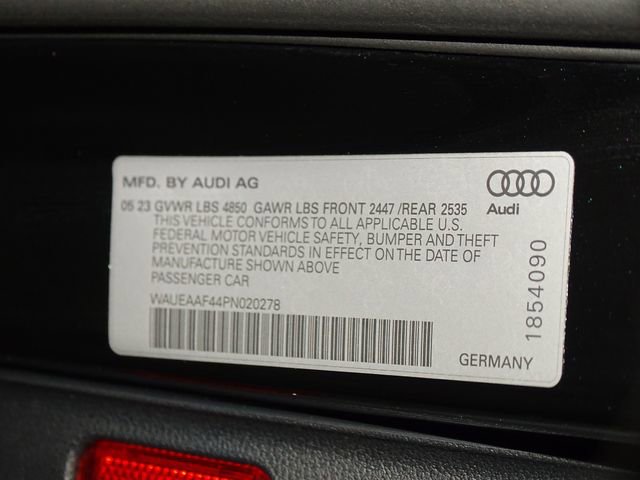 MFD. BY AUDI AG
05 23 GVWR LBS 4850 GAWR LBS FRONT 2447 /REAR 2535
THIS VEHICLE CONFORMS TO ALL APPLICABLE U.S.
FEDERAL MOTOR VEHICLE SAFETY, BUMPER AND THEFT
PREVENTION STANDARDS IN EFFECT ON THE DATE OF
MANUFACTURE SHOWN ABOVE
PASSENGER CAR
WAUEAAF44PN020278
Audi
1854090
GERMANY